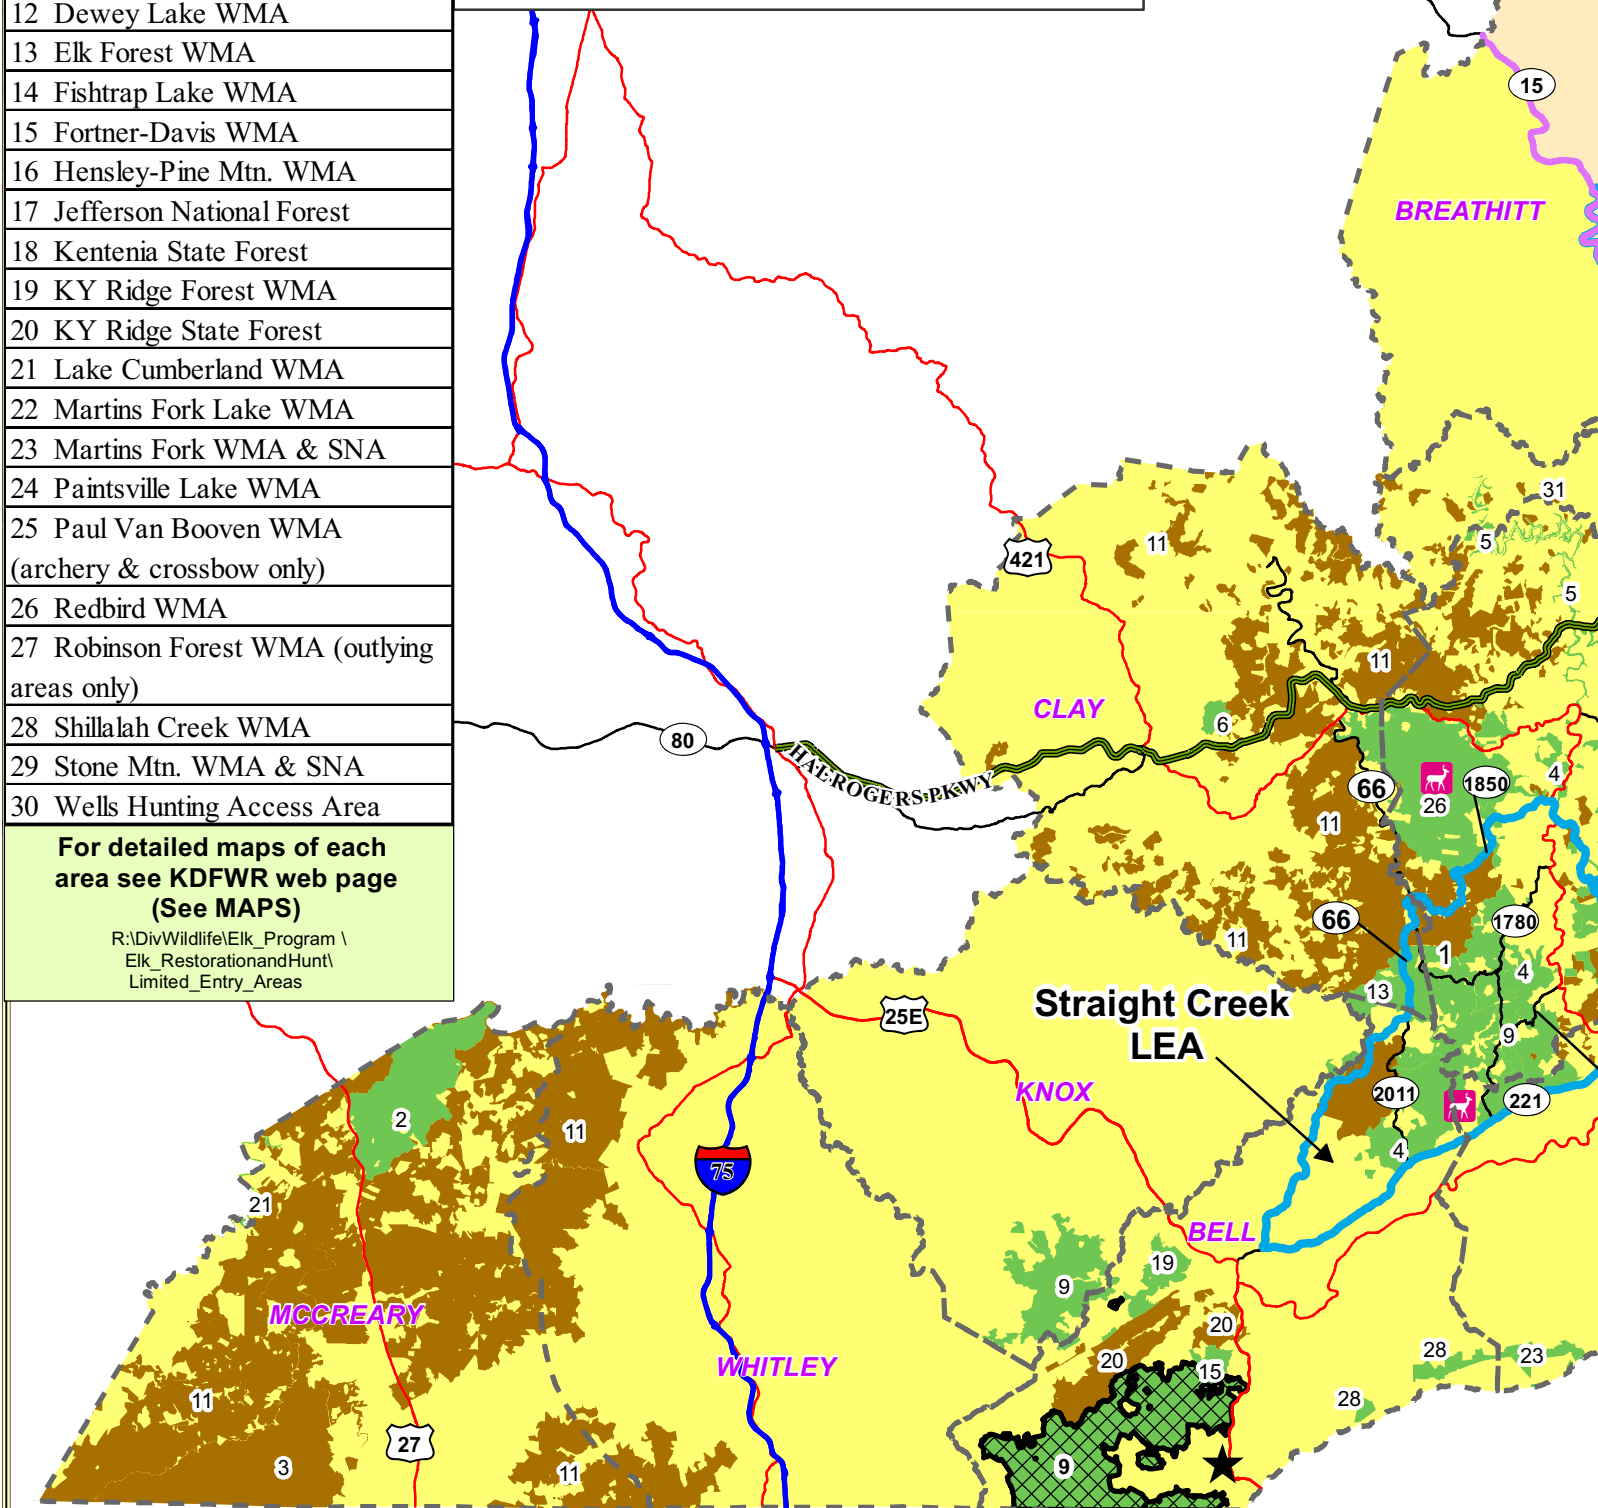 12 Dewey Lake WMA
13 Elk Forest WMA
14 Fishtrap Lake WMA
15 Fortner-Davis WMA
16 Hensley-Pine Mtn. WMA
17 Jefferson National Forest
18 Kentenia State Forest
19 KY Ridge Forest WMA
20 KY Ridge State Forest
21 Lake Cumberland WMA
22 Martins Fork Lake WMA
23 Martins Fork WMA & SNA
24 Paintsville Lake WMA
25 Paul Van Booven WMA
(archery & crossbow only)
26 Redbird WMA
27 Robinson Forest WMA (outlying
areas only)
28 Shillalah Creek WMA
29 Stone Mtn. WMA & SNA
30 Wells Hunting Access Area
For detailed maps of each
area see KDFWR web page
(See MAPS)
R:\DivWildlife\Elk_Program \
Elk_RestorationandHunt\
Limited_Entry_Areas
15
BREATHITT
31
11
5
421
5
11
CLAY
6
80
HAL ROGERS PKWY
66
26
1850
4
11
66
1780
11
1
4
13
Straight Creek
LEA
25E
9
KNOX
2011
221
2
11
4
75
21
BELL
19
9
MCCREARY
20
WHITLEY
20
28
23
15
11
28
27
3
11
9